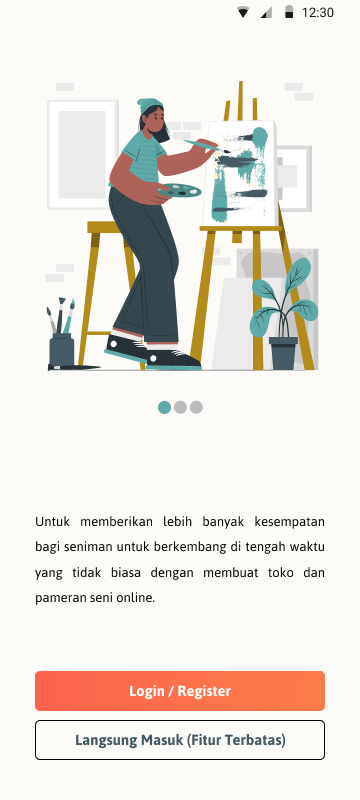 12:30
Untuk memberikan lebih banyak kesempatan
bagi seniman untuk berkembang di tengah waktu
yang tidak biasa dengan membuat toko dan
pameran seni online.
Login / Register
Langsung Masuk (Fitur Terbatas)